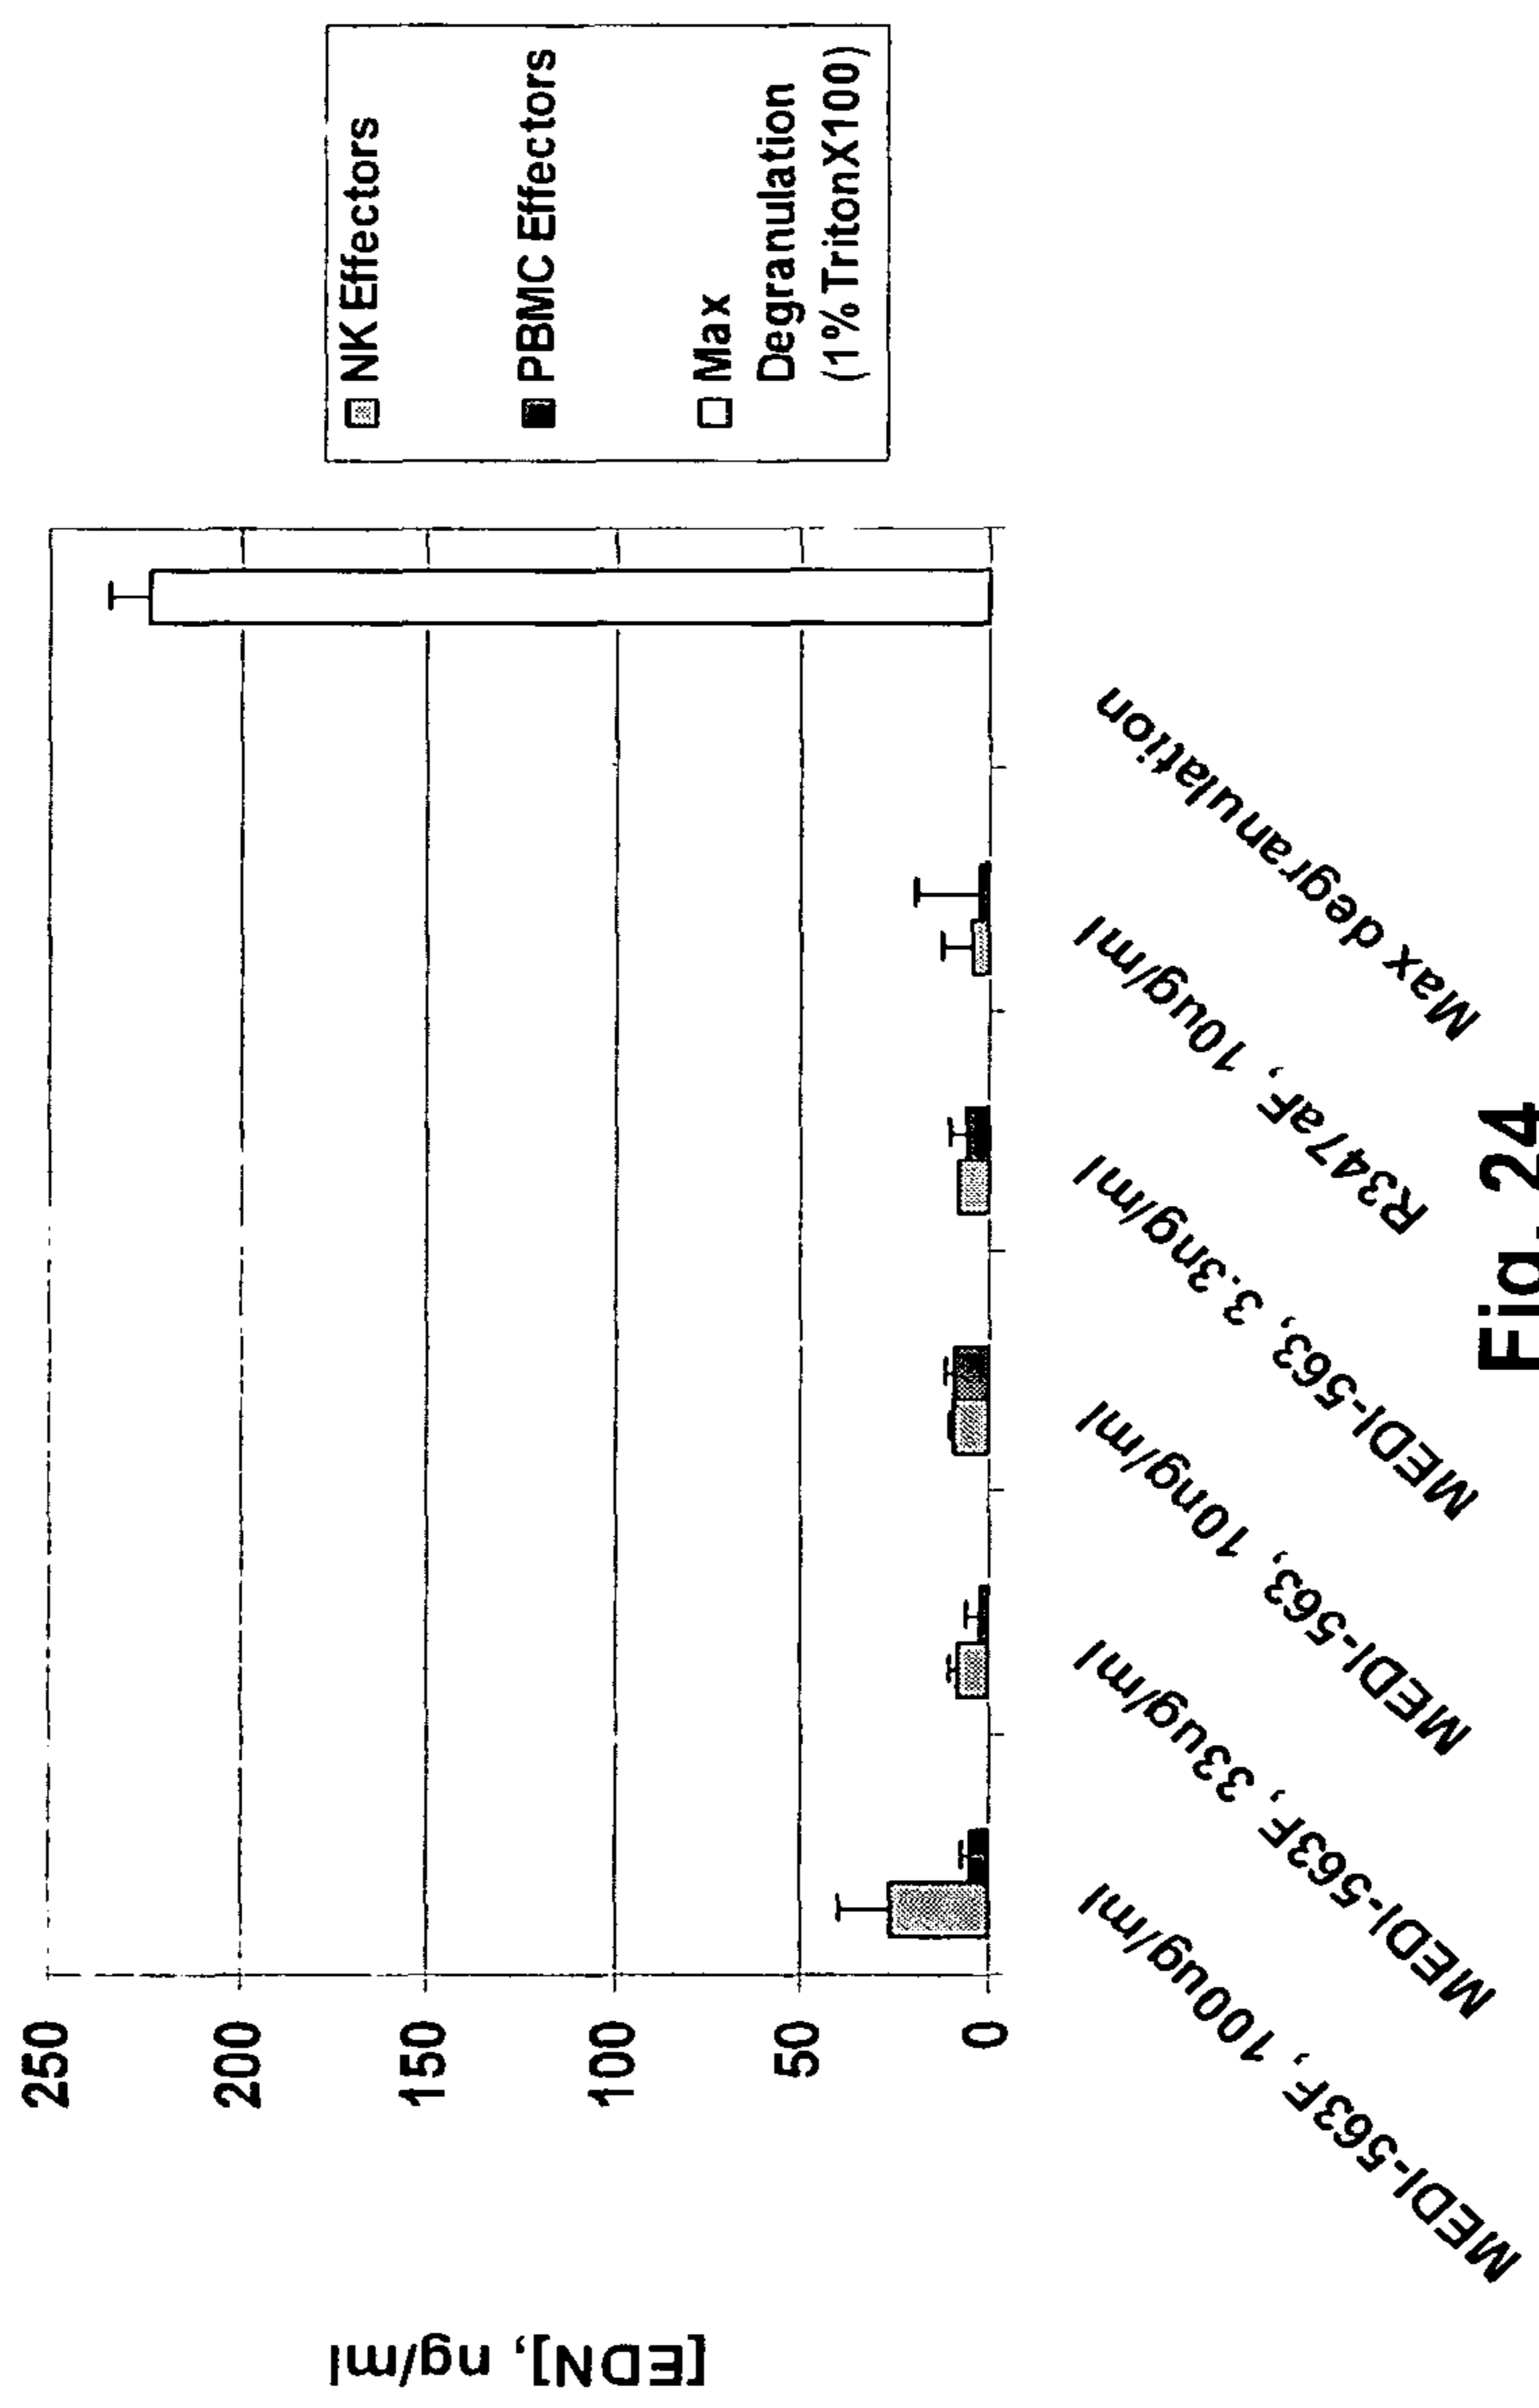 [EDN], ng/ml
250
200
150
100
50
0
MEDI-563F, 100ug/ml
MEDI-563F, 33ug/ml
MEDI-563, 10ng/ml
MEDI-563, 3.3ng/ml
R347aF, 10ug/ml
Max degranulation
NK Effectors
PBMC Effectors
Max
Degranulation
(1%TritonX100)
Fig. 24